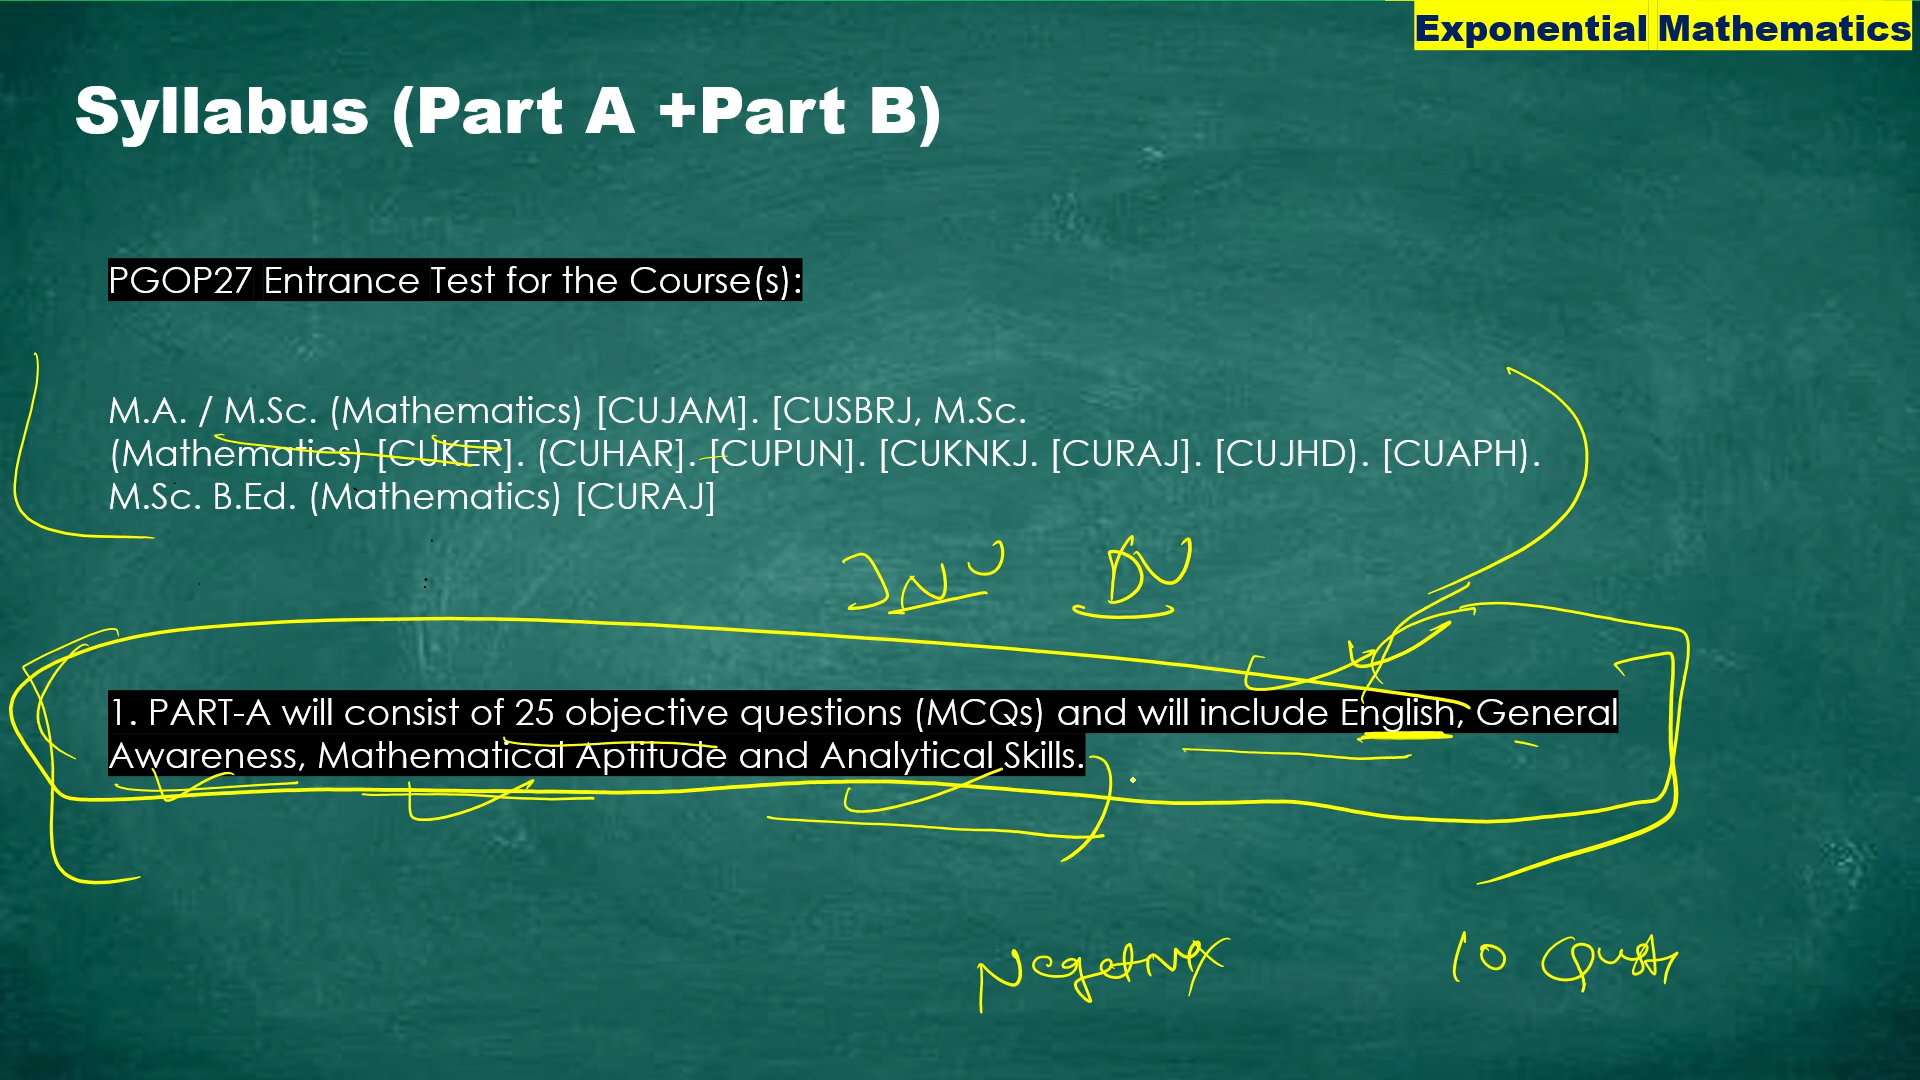 Exponential Mathematics
Syllabus (Part A +Part B)
PGOP27 Entrance Test for the Course(s):
M.A. / M.Sc. (Mathematics) [CUJAM]. [CUSBRJ, M.Sc.
(Mathematics) [CUKER]. (CUHAR]. [CUPUN]. [CUKNKJ. [CURAJ]. [CUJHD). [CUAPH).
M.Sc. B.Ed. (Mathematics) [CURAJ]
JNU DU
1. PART-A will consist of 25 objective questions (MCQs) and will include English, General
Awareness, Mathematical Aptitude and Analytical Skills.
10